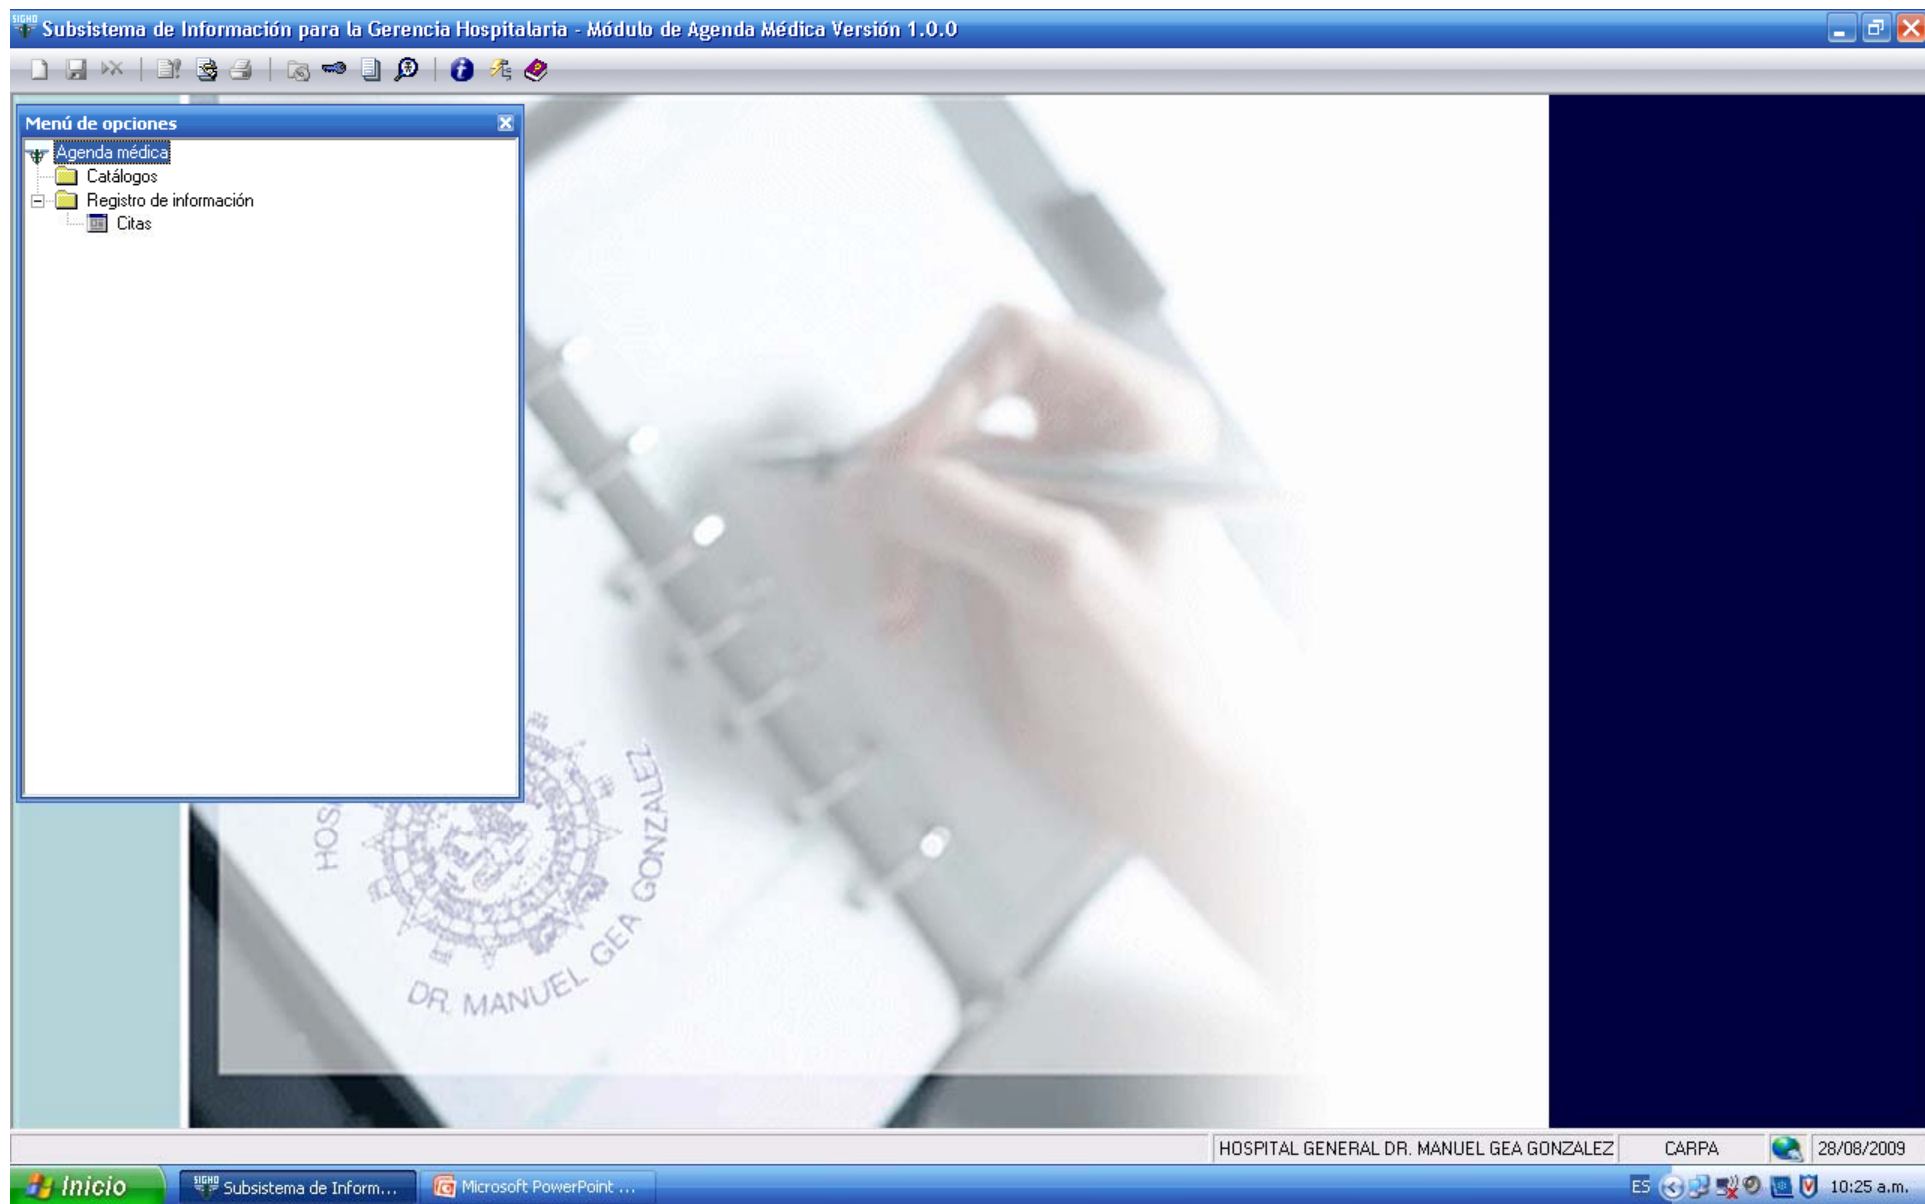 SIGHO
Subsistema de Información para la Gerencia Hospitalaria - Módulo de Agenda Médica Versión 1.0.0
Menú de opciones
Agenda médica
Catálogos
Registro de información
Citas
HOS
DR. MANUEL GEA GONZALEZ
HOSPITAL GENERAL DR. MANUEL GEA GONZALEZ
CARPA
28/08/2009
Inicio
SIGHO
Subsistema de Inform...
Microsoft PowerPoint ...
ES
10:25 a.m.